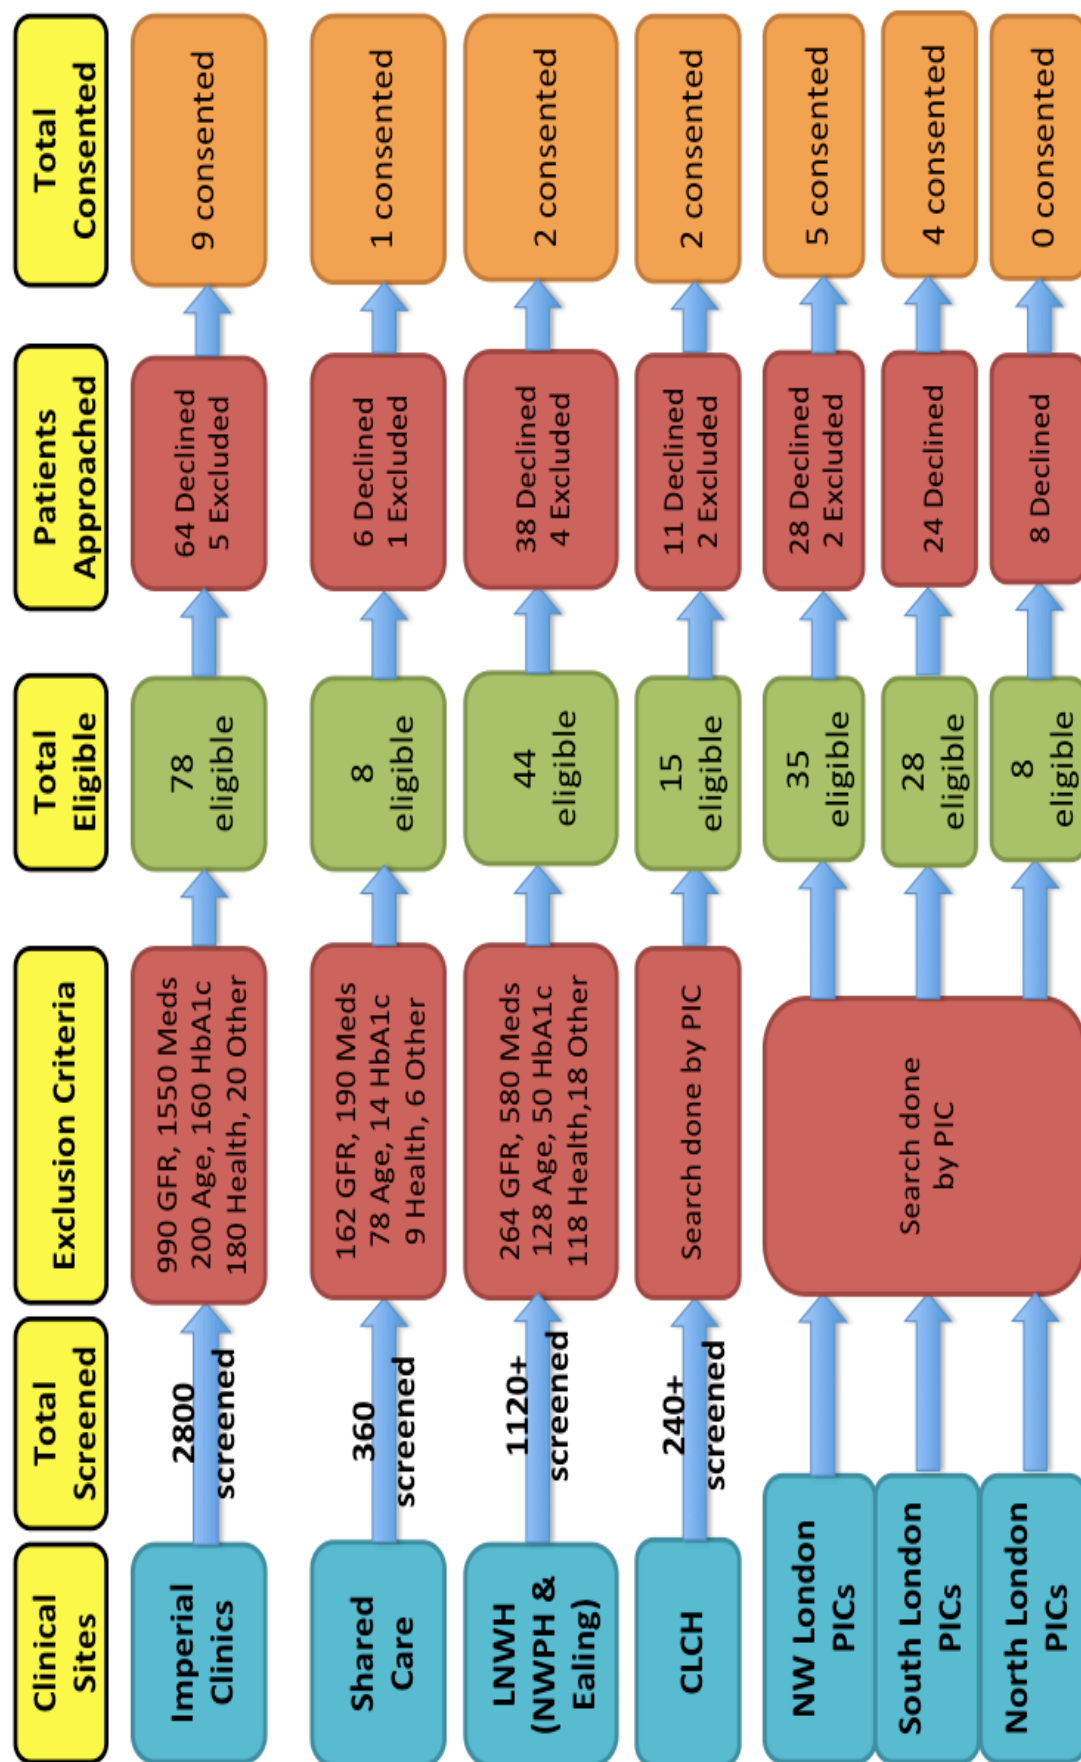 Clinical
Sites
Total
Screened
Exclusion Criteria
Total
Eligible
Patients
Approached
Total
Consented
Imperial
Clinics
2800
screened
990 GFR, 1550 Meds
200 Age, 160 HbA1c
180 Health, 20 Other
78
eligible
64 Declined
5 Excluded
9 consented
Shared
Care
360
screened
162 GFR, 190 Meds
78 Age, 14 HbA1c
9 Health, 6 Other
8
eligible
6 Declined
1 Excluded
1 consented
LNWH
(NWPH &
Ealing)
1120+
screened
264 GFR, 580 Meds
128 Age, 50 HbA1c
118 Health,18 Other
44
eligible
38 Declined
4 Excluded
2 consented
CLCH
240+
screened
Search done by PIC
15
eligible
11 Declined
2 Excluded
2 consented
NW London
PICs
Search done
by PIC
35
eligible
28 Declined
2 Excluded
5 consented
South London
PICs
28
eligible
24 Declined
4 consented
North London
PICs
8
eligible
8 Declined
0 consented